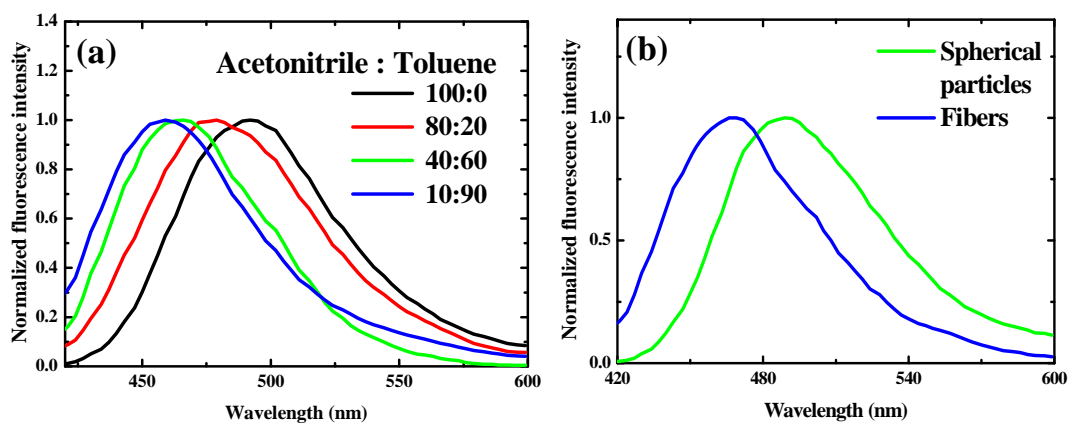 (a)
Acetonitrile : Toluene
100:0
80:20
40:60
10:90
Normalized fluorescence intensity
1.4
1.2
1.0
0.8
0.6
0.4
0.2
0.0
450
500
550
600
Wavelength (nm)
(b)
Spherical
particles
Fibers
Normalized fluorescence intensity
1.0
0.5
0.0
420
480
540
600
Wavelength (nm)